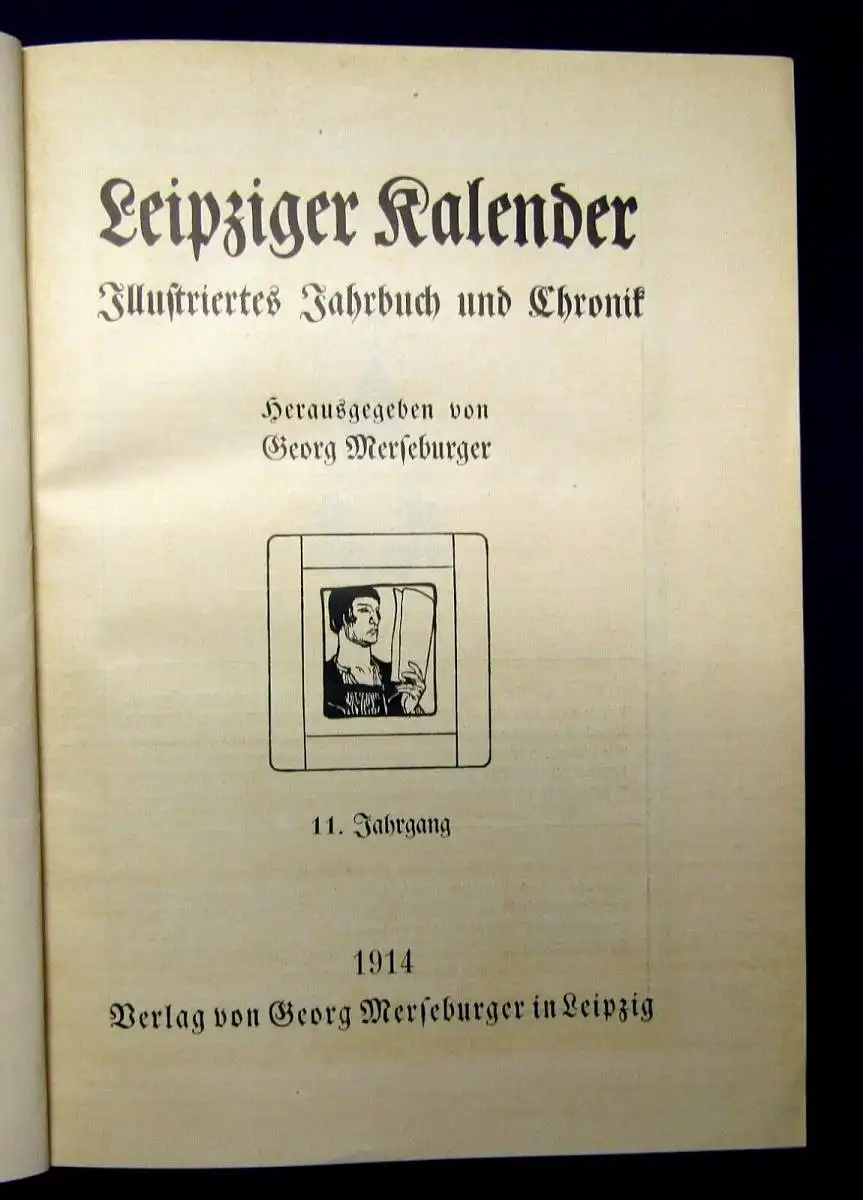 Leipziger Kalender
Illuſtriertes Jahrbuch und Chronik
Herausgegeben von
Georg Merſeburger
11. Jahrgang
1914
Verlag von Georg Merſeburger in Leipzig